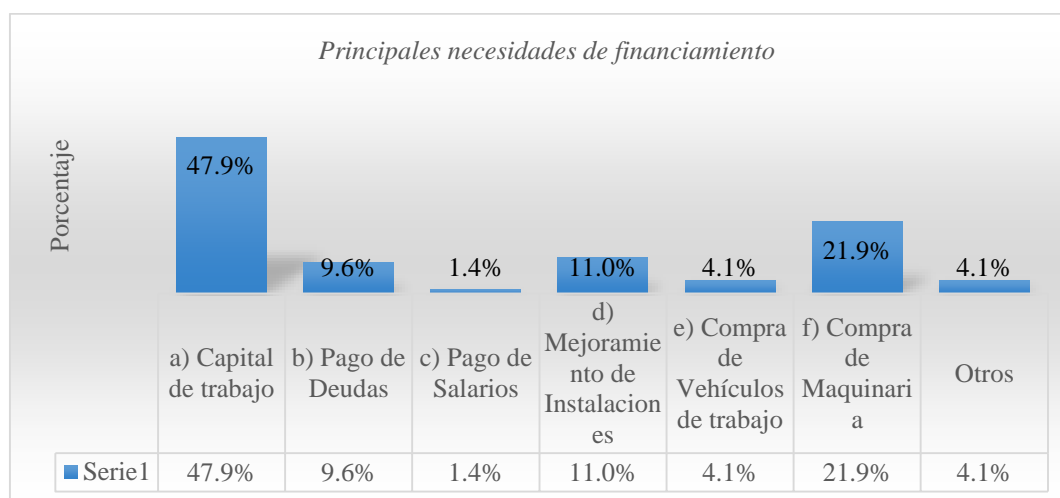 Principales necesidades de financiamiento
Porcentaje
47.9%
9.6%
1.4%
11.0%
4.1%
21.9%
4.1%
a) Capital
de trabajo
b) Pago de
Deudas
c) Pago de
Salarios
d)
Mejoramie
nto de
Instalacion
es
e) Compra
de
Vehículos
de trabajo
f) Compra
de
Maquinari
a
Otros
Serie1 47.9% 9.6% 1.4% 11.0% 4.1% 21.9% 4.1%